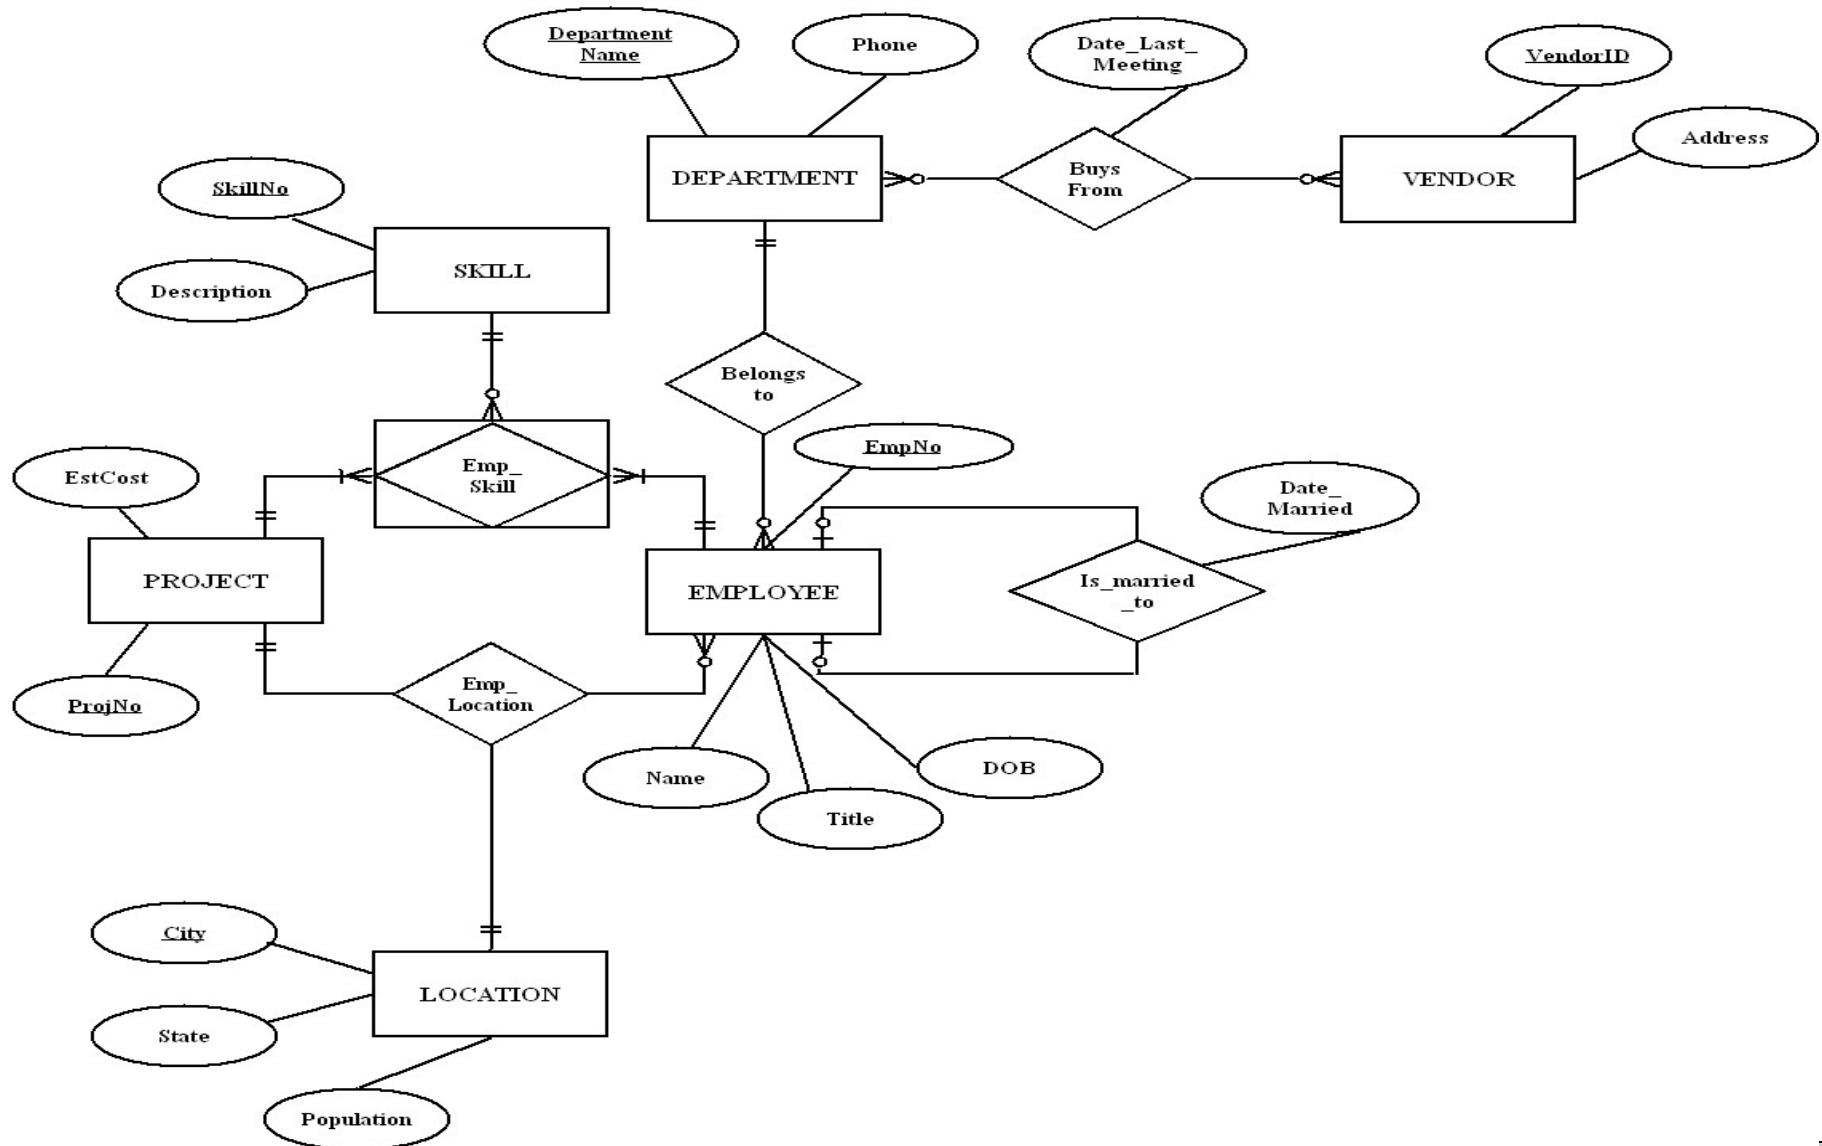 Department
Name
Phone
Date_Last_
Meeting
VendorID
Address
DEPARTMENT
Buys
From
VENDOR
SkillNo
Description
SKILL
Belongs
to
EmpNo
EstCost
Emp_
Skill
Date_
Married
PROJECT
EMPLOYEE
Is_married
_to
ProjNo
Emp_
Location
Name
DOB
Title
City
State
LOCATION
Population